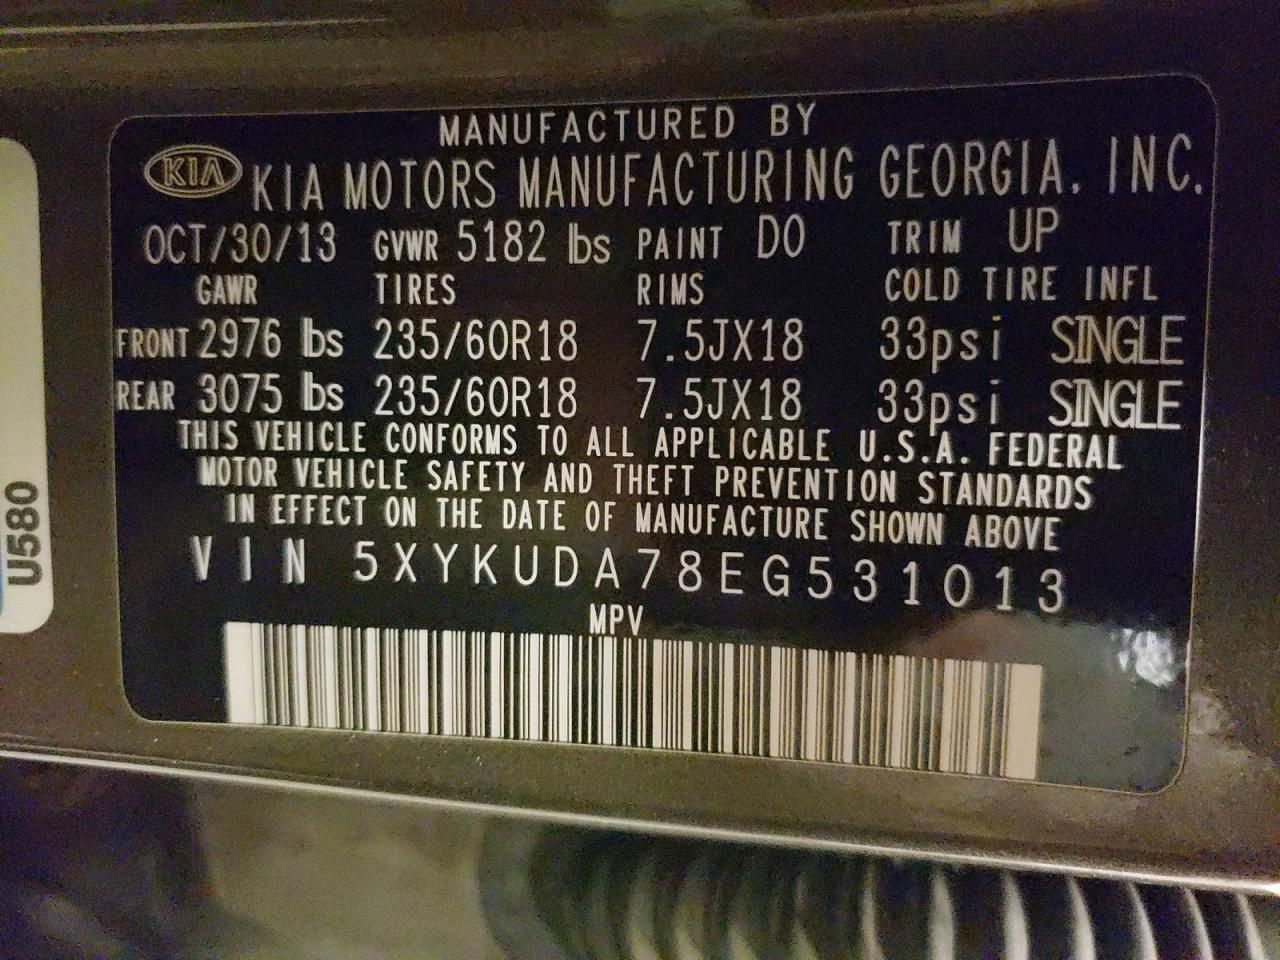 MANUFACTURED BY
KIA KIA MOTORS MANUFACTURING GEORGIA, INC.
OCT/30/13 GVWR 5182 lbs PAINT D0 TRIM UP
GAWR TIRES RIMS COLD TIRE INFL
FRONT 2976 lbs 235/60R18 7.5JX18 33psi SINGLE
REAR 3075 lbs 235/60R18 7.5JX18 33psi SINGLE
THIS VEHICLE CONFORMS TO ALL APPLICABLE U.S.A. FEDERAL
MOTOR VEHICLE SAFETY AND THEFT PREVENTION STANDARDS
IN EFFECT ON THE DATE OF MANUFACTURE SHOWN ABOVE
VIN 5XYKUDA78EG531013
MPV
U580